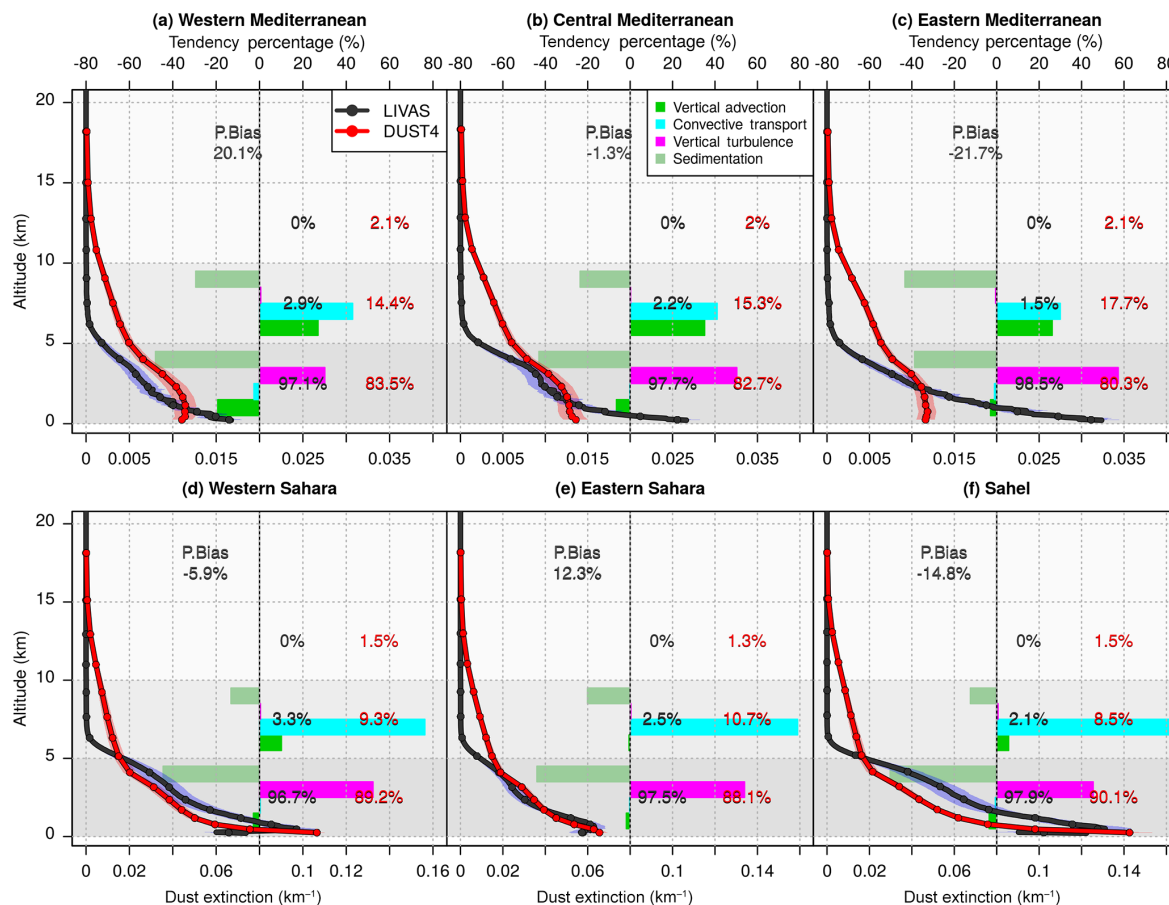 (a) Western Mediterranean
(b) Central Mediterranean
(c) Eastern Mediterranean
Tendency percentage (%)
Tendency percentage (%)
Tendency percentage (%)
-80 -60 -40 -20 0 20 40 60 80
-80 -60 -40 -20 0 20 40 60 80
-80 -60 -40 -20 0 20 40 60 80
LIVAS
DUST4
Vertical advection
Convective transport
Vertical turbulence
Sedimentation
Altitude (km)
20
15
10
5
0
P.Bias
20.1%
0% 2.1%
2.9% 14.4%
97.1% 83.5%
P.Bias
-1.3%
0% 2%
2.2% 15.3%
97.7% 82.7%
P.Bias
-21.7%
0% 2.1%
1.5% 17.7%
98.5% 80.3%
0 0.005 0.015 0.025 0.035
0 0.005 0.015 0.025 0.035
0 0.005 0.015 0.025 0.035
(d) Western Sahara
(e) Eastern Sahara
(f) Sahel
Altitude (km)
20
15
10
5
0
P.Bias
-5.9%
0% 1.5%
3.3% 9.3%
96.7% 89.2%
P.Bias
12.3%
0% 1.3%
2.5% 10.7%
97.5% 88.1%
P.Bias
-14.8%
0% 1.5%
2.1% 8.5%
97.9% 90.1%
0 0.02 0.06 0.1 0.12 0.16
0 0.02 0.06 0.1 0.14
0 0.02 0.06 0.1 0.14
Dust extinction (km⁻¹)
Dust extinction (km⁻¹)
Dust extinction (km⁻¹)